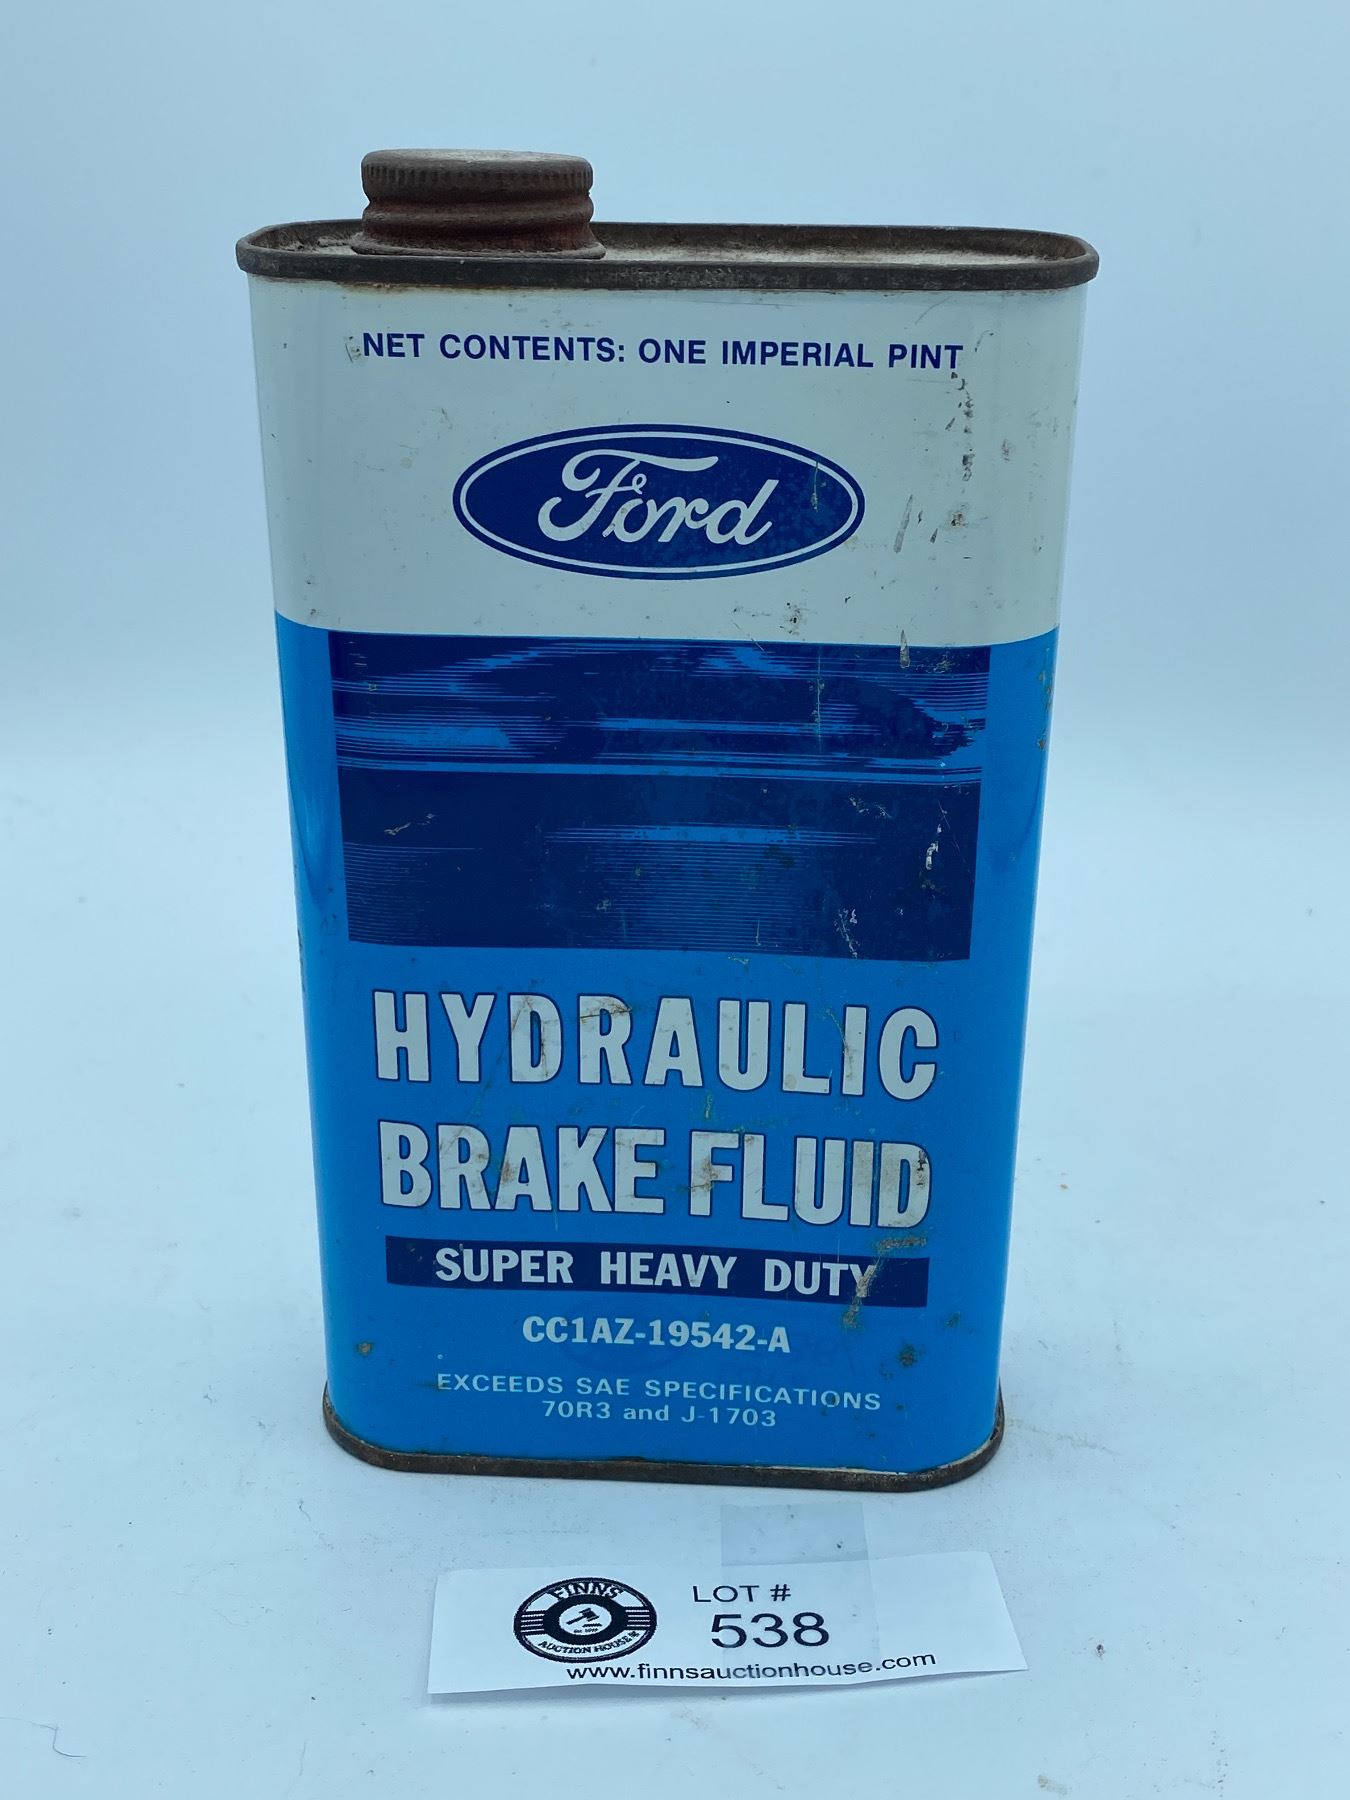 NET CONTENTS: ONE IMPERIAL PINT
Ford
HYDRAULIC
BRAKE FLUID
SUPER HEAVY DUTY
CC1AZ-19542-A
EXCEEDS SAE SPECIFICATIONS
70R3 and J-1703
FINNS
AUCTION HOUSE
LOT #
538
www.finnsauctionhouse.com